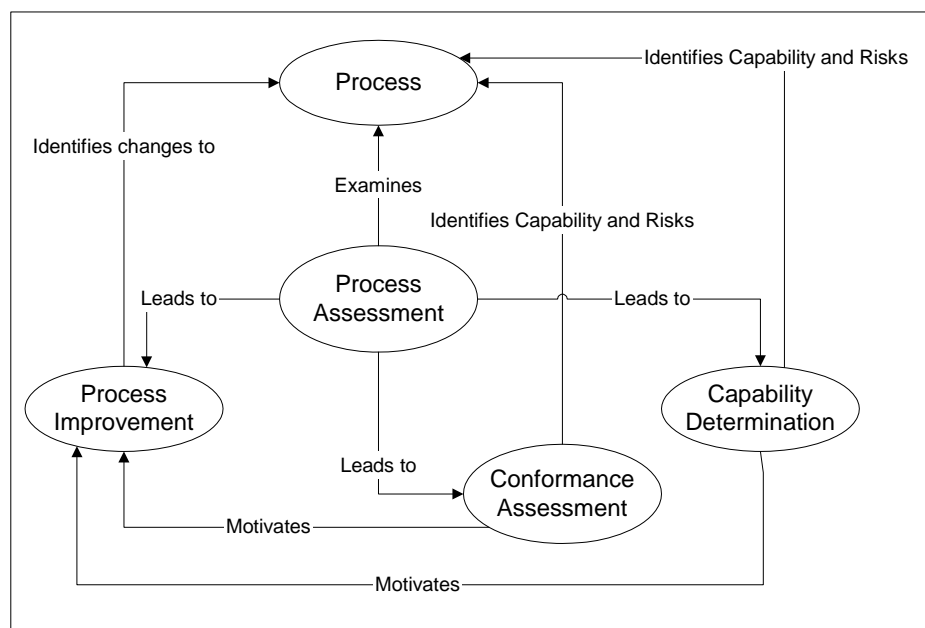 Identifies Capability and Risks
Process
Identifies changes to
Examines
Identifies Capability and Risks
Process
Assessment
Leads to
Leads to
Process
Improvement
Capability
Determination
Leads to
Conformance
Assessment
Motivates
Motivates